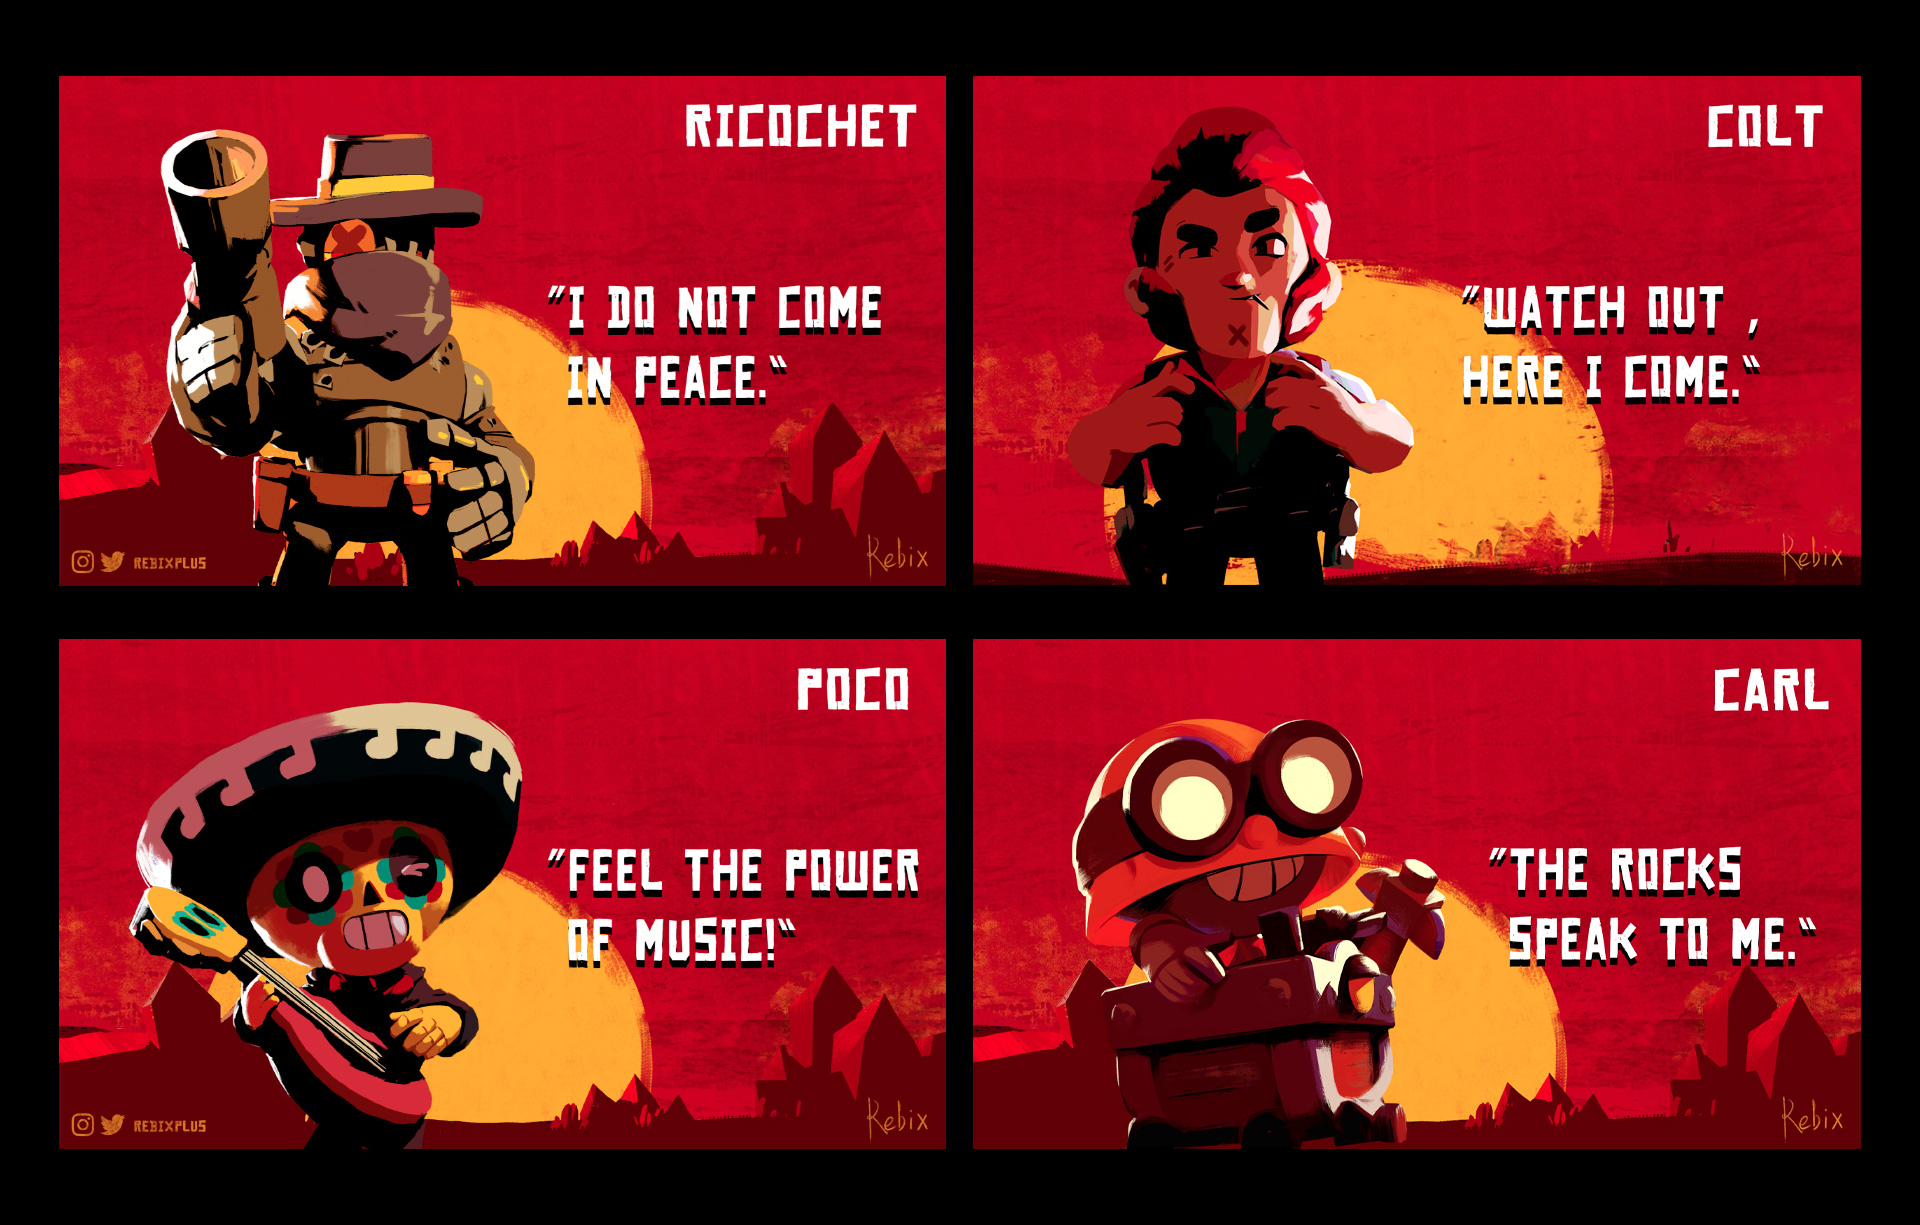 RICOCHET
"I DO NOT COME
IN PEACE."
REBIXPLUS
Rebix
COLT
"WATCH OUT ,
HERE I COME."
Rebix
POCO
"FEEL THE POWER
OF MUSIC!"
REBIXPLUS
Rebix
CARL
"THE ROCKS
SPEAK TO ME."
Rebix